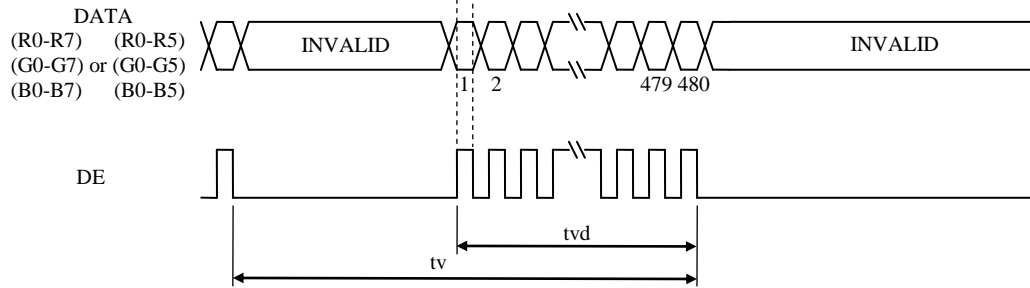 DATA
(R0-R7) (R0-R5)
(G0-G7) or (G0-G5)
(B0-B7) (B0-B5)
INVALID
INVALID
1 2 479 480
DE
tvd
tv